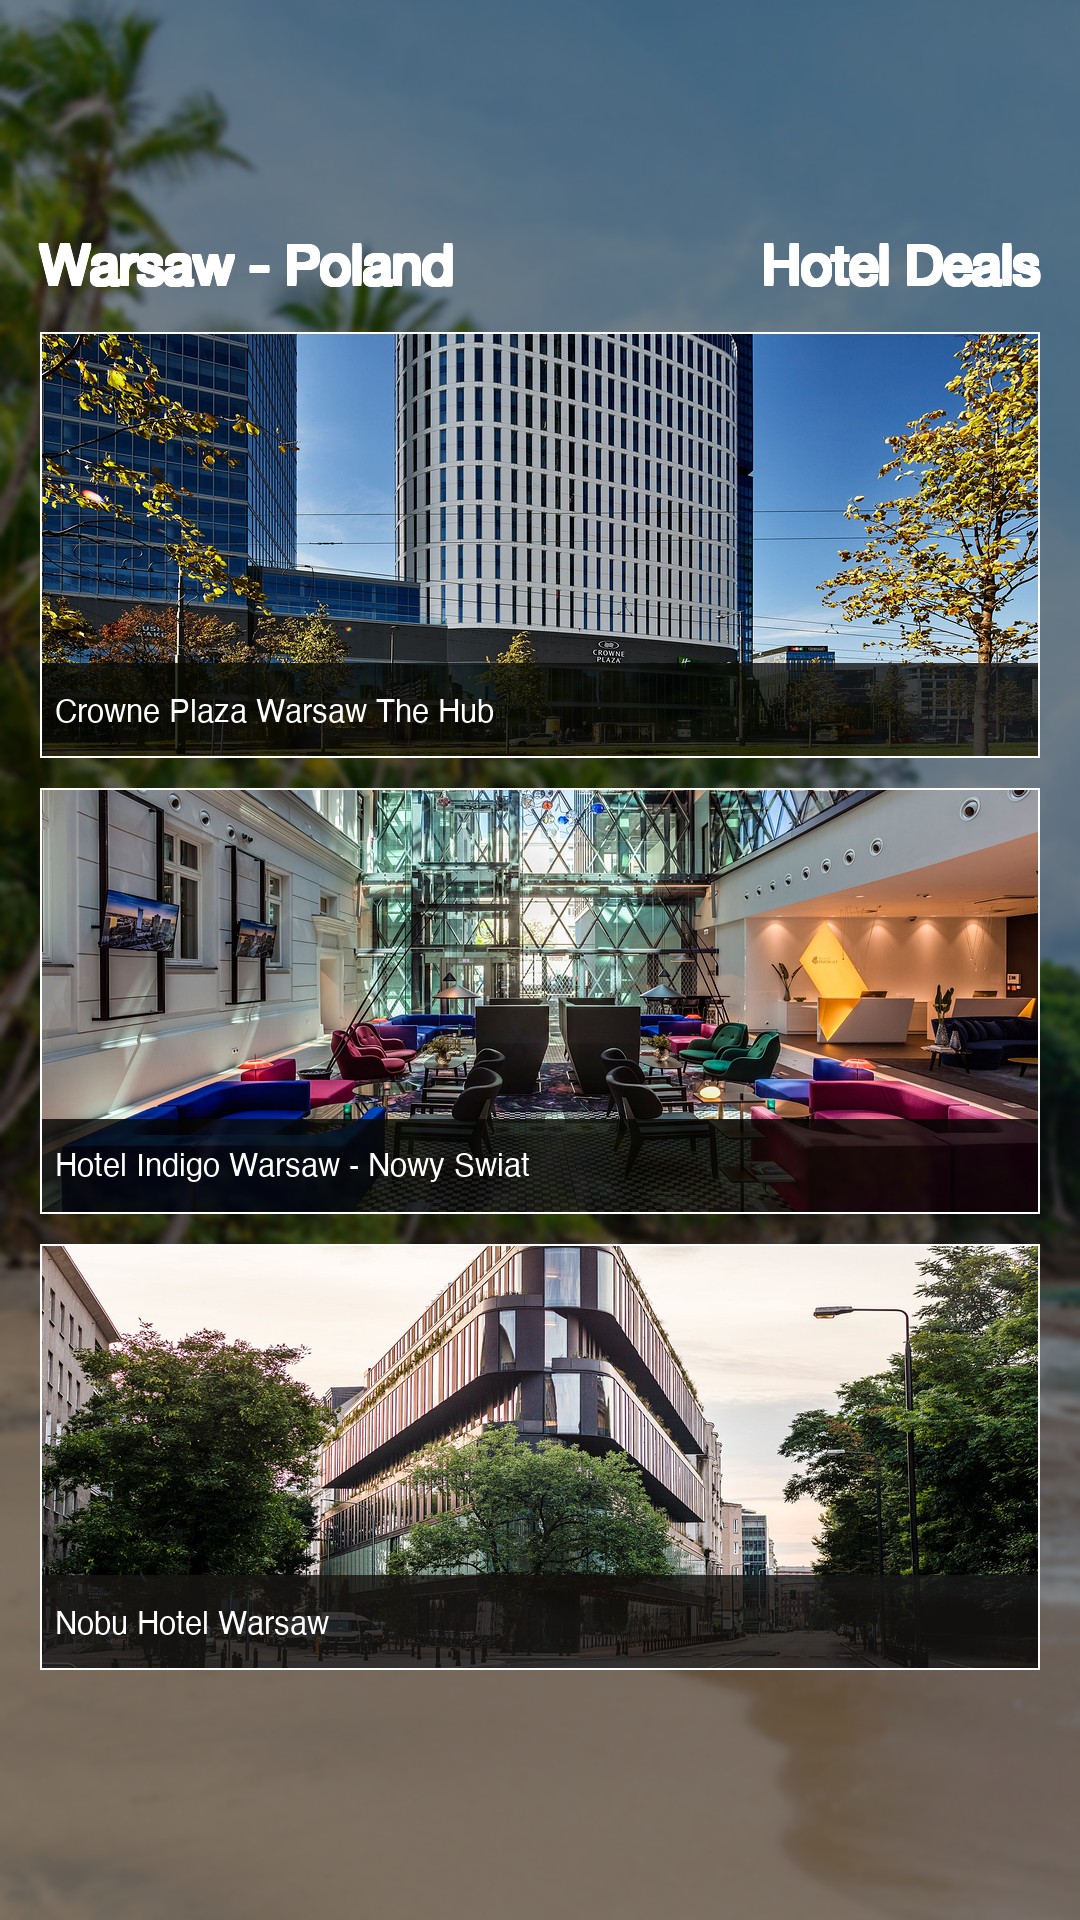 Warsaw - Poland
Hotel Deals
CROWNE
PLAZA
Crowne Plaza Warsaw The Hub
Hotel Indigo Warsaw - Nowy Swiat
Nobu Hotel Warsaw